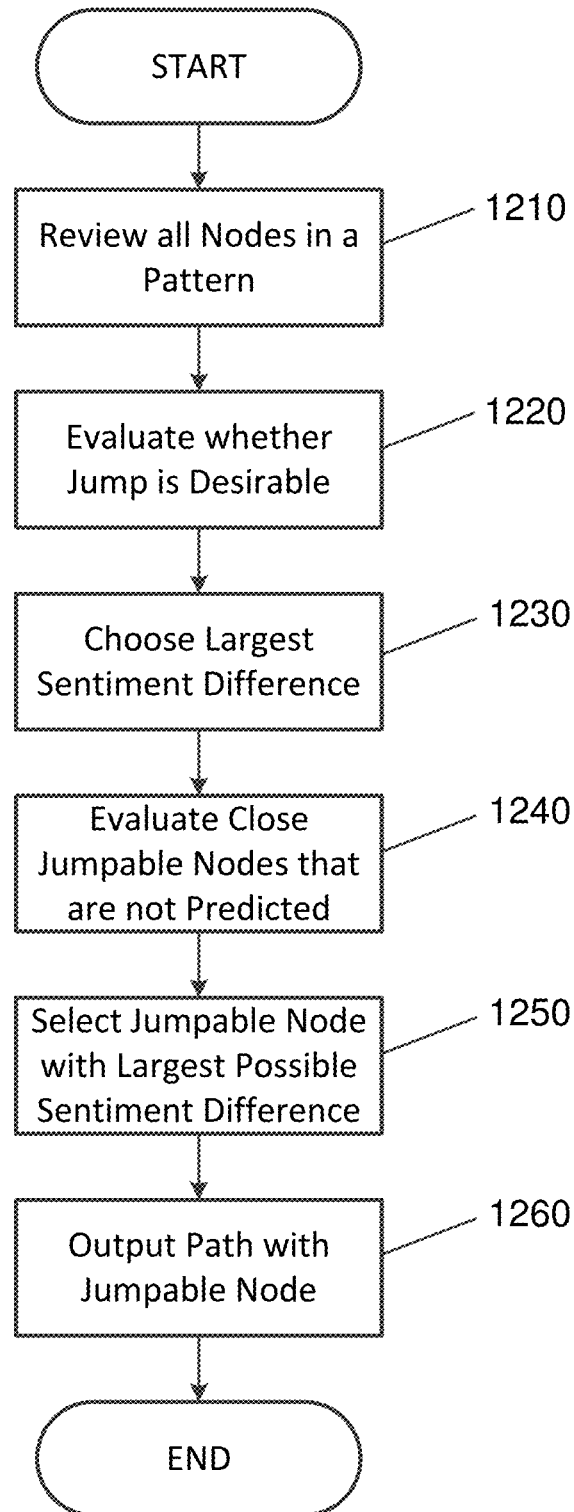 START
Review all Nodes in a
Pattern
1210
Evaluate whether
Jump is Desirable
1220
Choose Largest
Sentiment Difference
1230
Evaluate Close
Jumpable Nodes that
are not Predicted
1240
Select Jumpable Node
with Largest Possible
Sentiment Difference
1250
Output Path with
Jumpable Node
1260
END